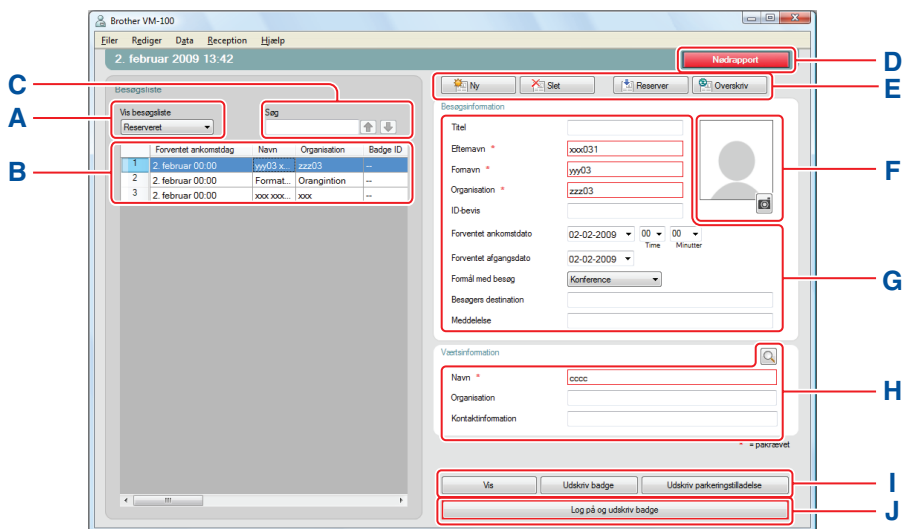 Brother VM-100
Filer Rediger Data Reception Hjælp
2. februar 2009 13:42
Nødrapport
D
Ny Slet Reserver Overskriv
E
Besøgsliste
C
A
Vis besøgsliste
Reserveret
Søg
B
Forventet ankomstdag Navn Organisation Badge ID
1 2. februar 00:00 yyy03 x... zzz03 --
2 2. februar 00:00 Format... Orangintion --
3 2. februar 00:00 xxx xxx... xxx --
Besøgsinformation
Titel
Efternavn * xxx031
Fornavn * yyy03
Organisation * zzz03
ID-bevis
F
Forventet ankomstdato 02-02-2009 00 00
Time Minutter
Forventet afgangsdato 02-02-2009
Formål med besøg Konference
Besøgers destination
Meddelelse
G
Værtsinformation
Navn * cccc
Organisation
Kontaktinformation
H
* = påkrævet
Vis Udskriv badge Udskriv parkeringstilladelse
I
Log på og udskriv badge
J